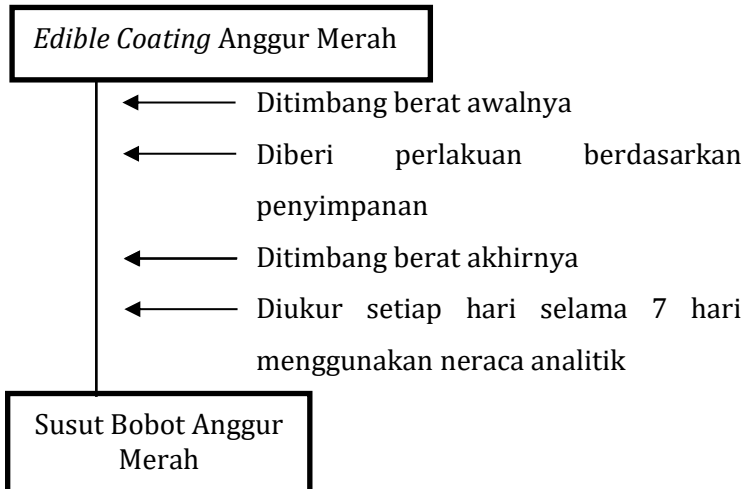 Edible Coating Anggur Merah
Ditimbang berat awalnya
Diberi perlakuan berdasarkan
penyimpanan
Ditimbang berat akhirnya
Diukur setiap hari selama 7 hari
menggunakan neraca analitik
Susut Bobot Anggur
Merah